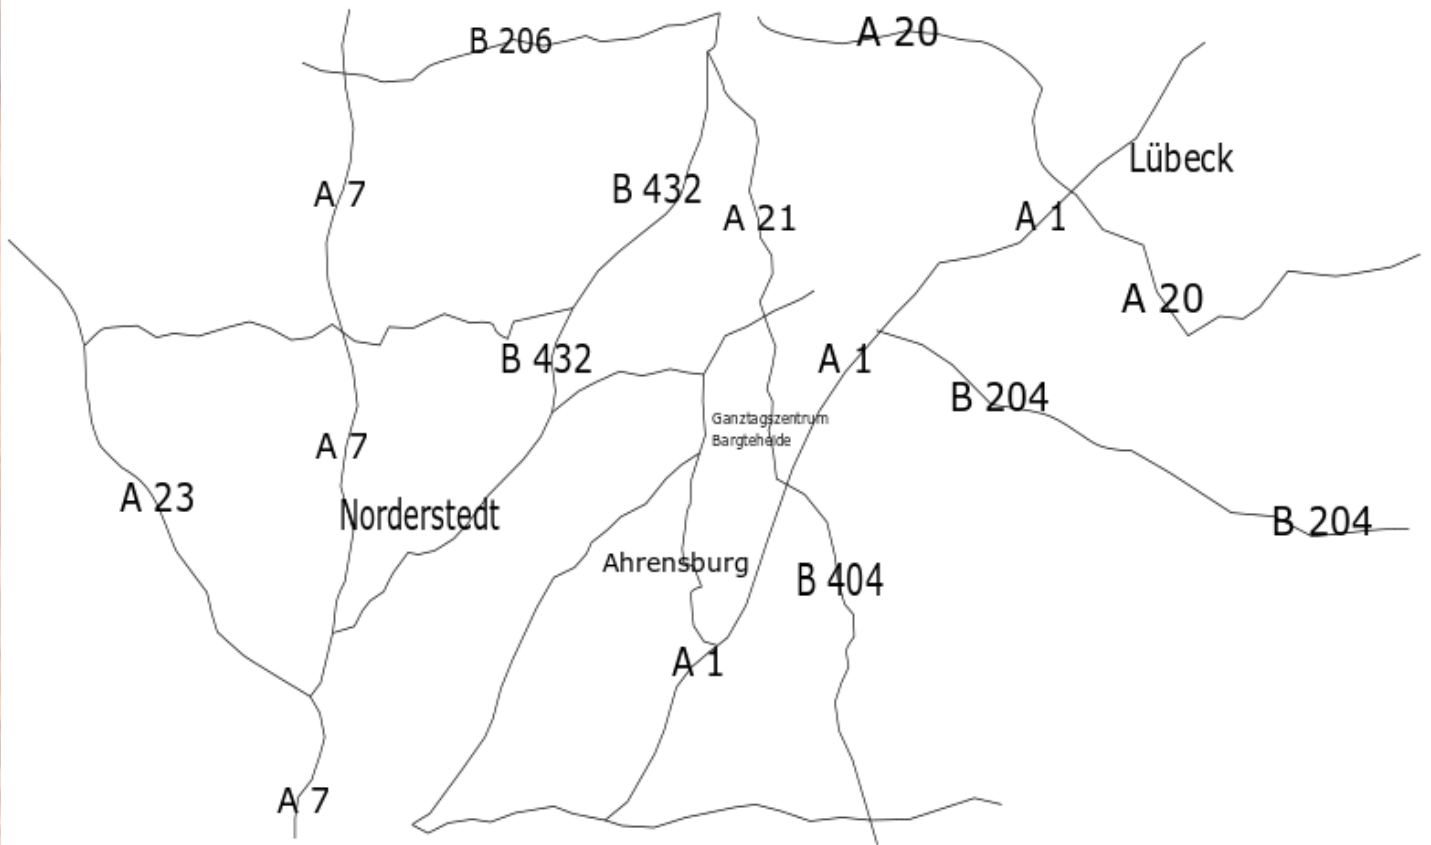 A 20
B 206
Lübeck
A 7
B 432
A 21
A 1
A 20
B 432
A 1
B 204
Ganztagszentrum
Bargteheide
A 7
A 23
Norderstedt
B 204
Ahrensburg
B 404
A 1
A 7